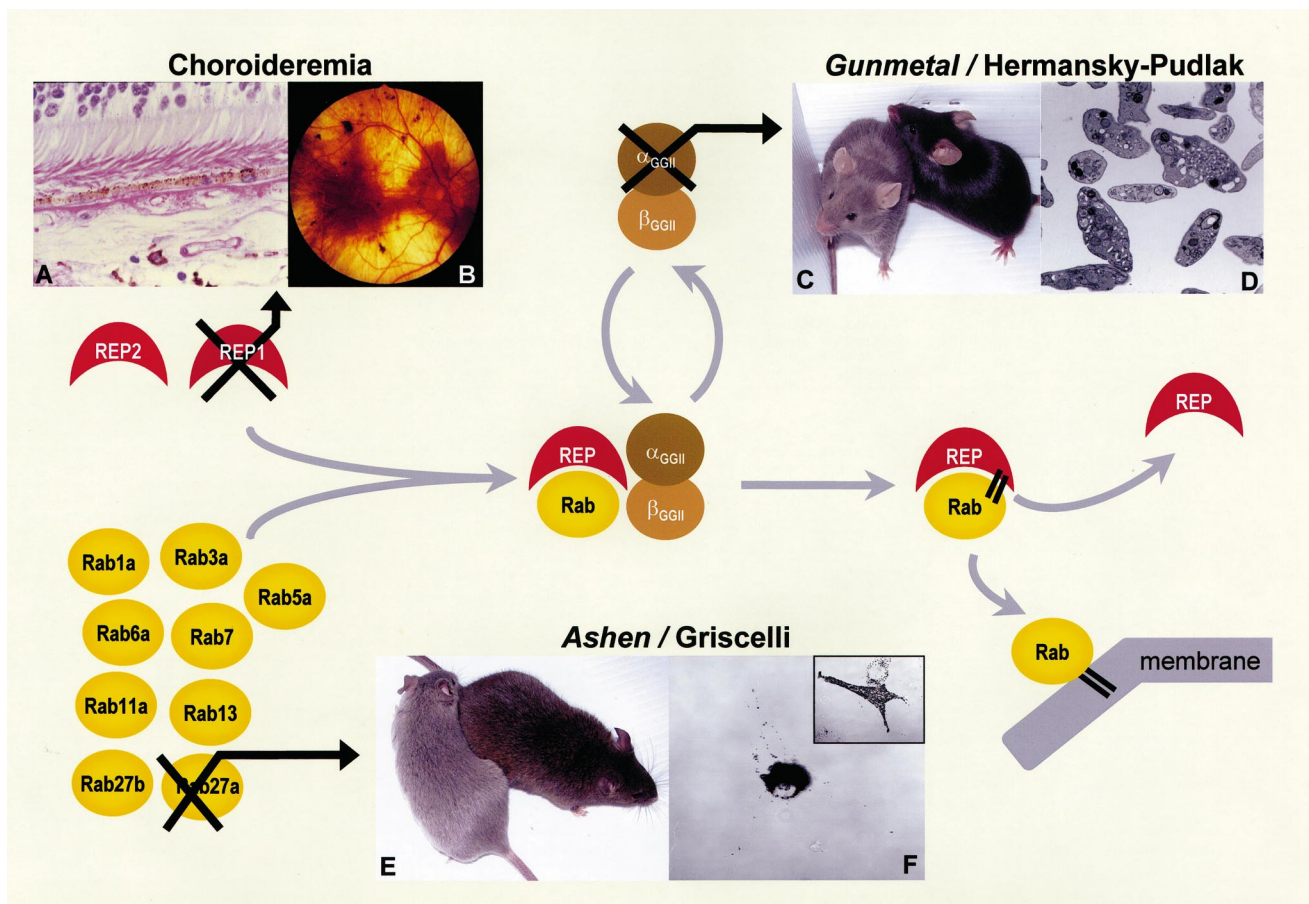 Choroideremia
Gunmetal / Hermansky-Pudlak
A
B
C
D
αGGII
βGGII
REP2
REP1
REP
REP
αGGII
REP
Rab
βGGII
Rab
Rab1a
Rab3a
Rab5a
Rab6a
Rab7
Rab11a
Rab13
Rab27b
Rab27a
Ashen / Griscelli
E
F
Rab
membrane